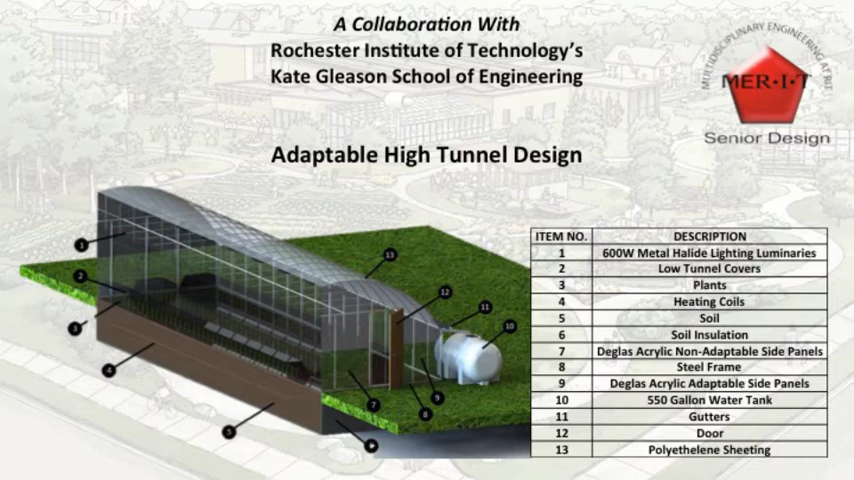 A Collaboration With
Rochester Institute of Technology's
Kate Gleason School of Engineering
MULTIDISCIPLINARY ENGINEERING AT RIT
MER·I·T
Senior Design
Adaptable High Tunnel Design
ITEM NO. DESCRIPTION
1 600W Metal Halide Lighting Luminaries
2 Low Tunnel Covers
3 Plants
4 Heating Coils
5 Soil
6 Soil Insulation
7 Deglas Acrylic Non-Adaptable Side Panels
8 Steel Frame
9 Deglas Acrylic Adaptable Side Panels
10 550 Gallon Water Tank
11 Gutters
12 Door
13 Polyethelene Sheeting
1
13
2
12
11
3
10
4
9
7
8
5